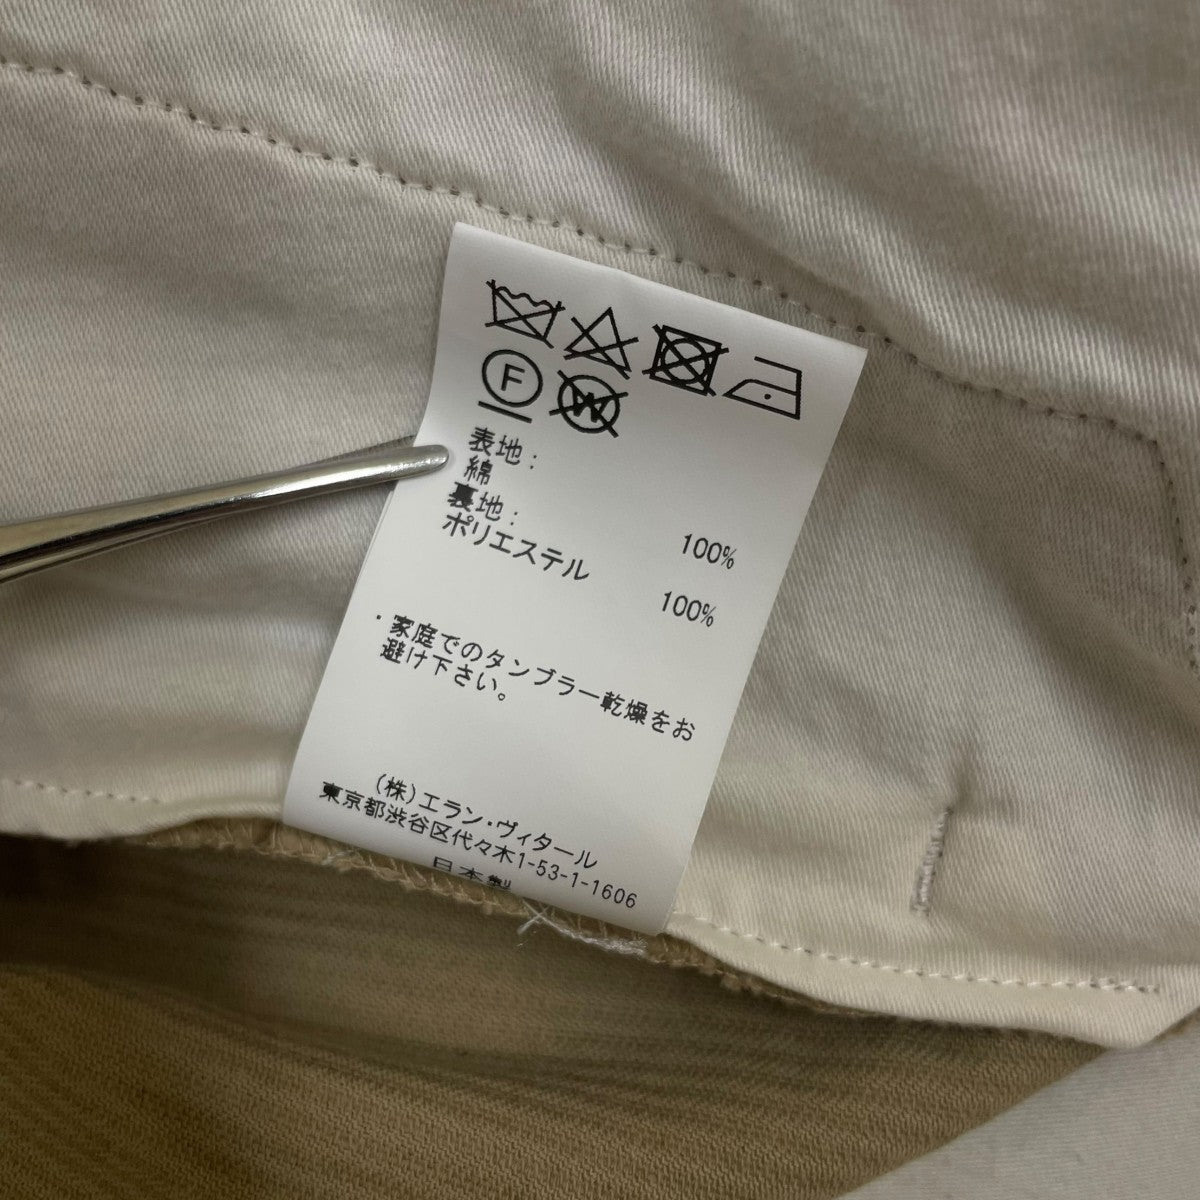 F
W
表地:
綿
100%
裏地:
ポリエステル
100%
・家庭でのタンブラー乾燥をお
避け下さい。
(株)エラン・ヴィタール
東京都渋谷区代々木1-53-1-1606
日本製